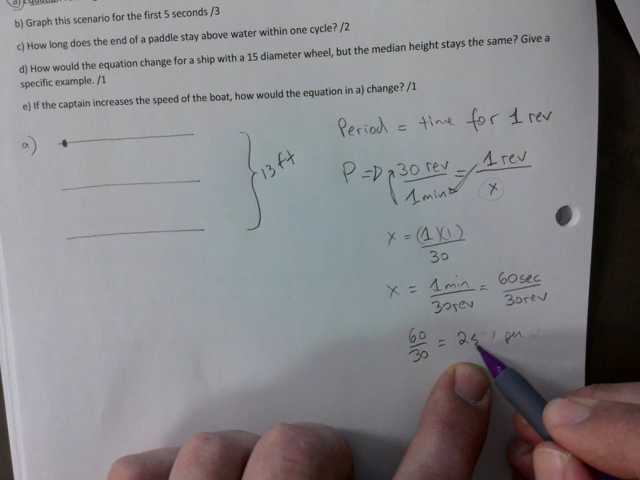 b) Graph this scenario for the first 5 seconds /3
c) How long does the end of a paddle stay above water within one cycle? /2
d) How would the equation change for a ship with a 15 diameter wheel, but the median height stays the same? Give a
specific example. /1
e) If the captain increases the speed of the boat, how would the equation in a) change? /1
a)
13 ft
Period = time for 1 rev
P =D 30 rev / 1 min = 1 rev / x
x = (1)(1) / 30
x = 1 min / 30 rev = 60 sec / 30 rev
60 / 30 = 2s per